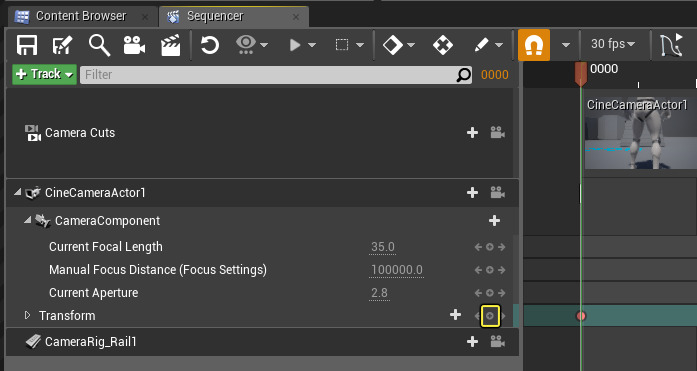 Content Browser
Sequencer
30 fps
Track
Filter
0000
0000
Camera Cuts
CineCameraActor1
CineCameraActor1
CameraComponent
Current Focal Length 35.0
Manual Focus Distance (Focus Settings) 100000.0
Current Aperture 2.8
Transform
CameraRig_Rail1